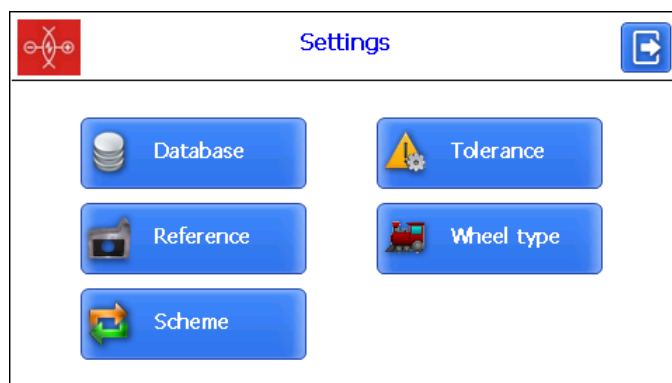 Settings
Database
Tolerance
Reference
Wheel type
Scheme